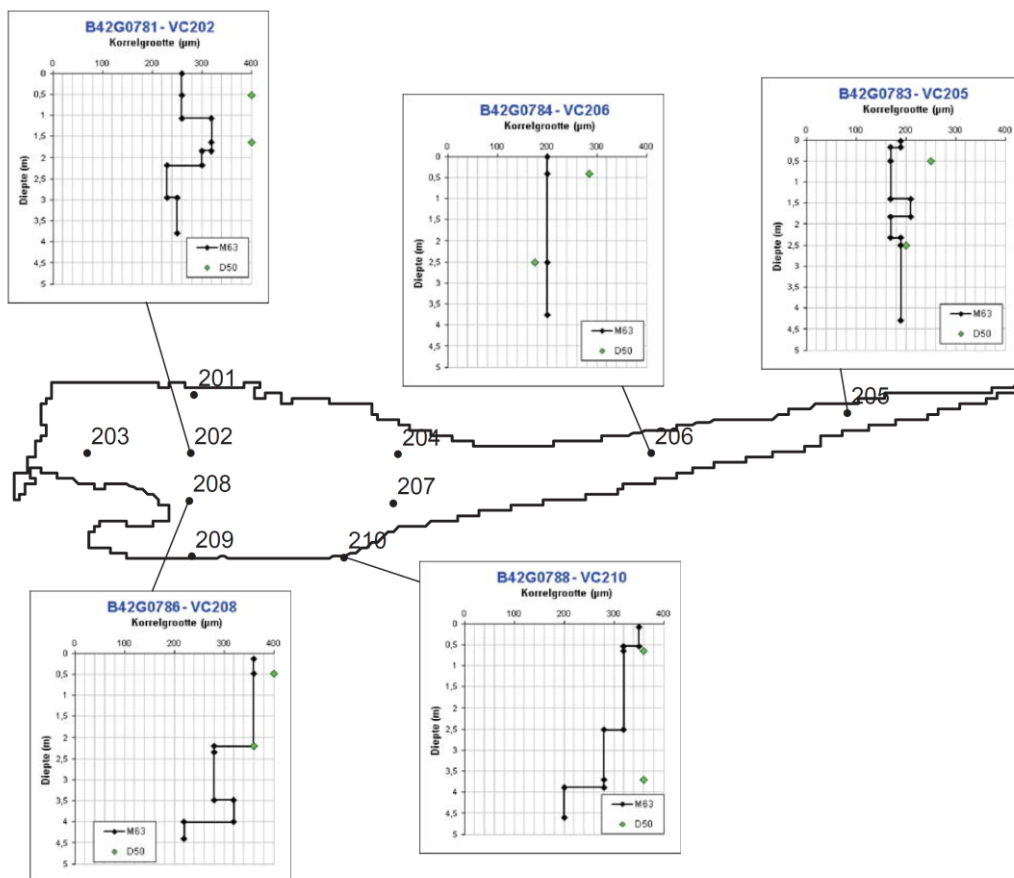 B42G0781 - VC202
Korrelgrootte (µm)
0 100 200 300 400
Diepte (m)
0
0,5
1
1,5
2
2,5
3
3,5
4
4,5
5
M63
D50
B42G0784 - VC206
Korrelgrootte (µm)
0 100 200 300 400
Diepte (m)
0
0,5
1
1,5
2
2,5
3
3,5
4
4,5
5
M63
D50
B42G0783 - VC205
Korrelgrootte (µm)
0 100 200 300 400
Diepte (m)
0
0,5
1
1,5
2
2,5
3
3,5
4
4,5
5
M63
D50
201
205
203
202
204
206
208
207
209
210
B42G0786 - VC208
Korrelgrootte (µm)
0 100 200 300 400
Diepte (m)
0
0,5
1
1,5
2
2,5
3
3,5
4
4,5
5
M63
D50
B42G0788 - VC210
Korrelgrootte (µm)
0 100 200 300 400
Diepte (m)
0
0,5
1
1,5
2
2,5
3
3,5
4
4,5
5
M63
D50